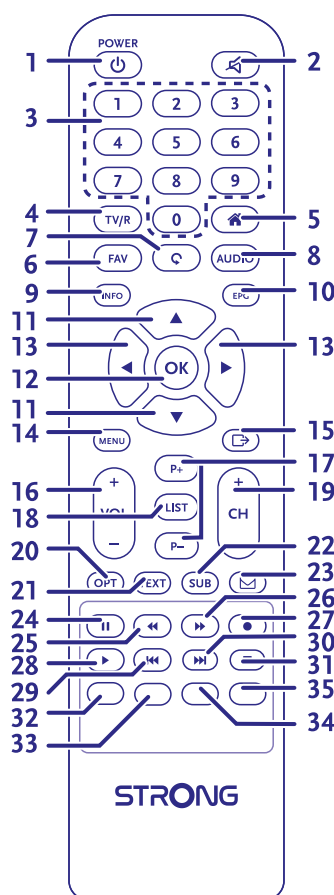 POWER
1 2
1 2 3
3
4 5 6
7 8 9
4 TV/R 0 5
7
6 FAV AUDIO 8
9 INFO EPG 10
11
13 13
OK
12
11
14 MENU 15
P+ 17
16 + + 19
VOL LIST CH
18
− P− 
20 22
OPT TEXT SUB 23
21 26
24 27
25 30
28 31
29 35
32 34
33
STRONG